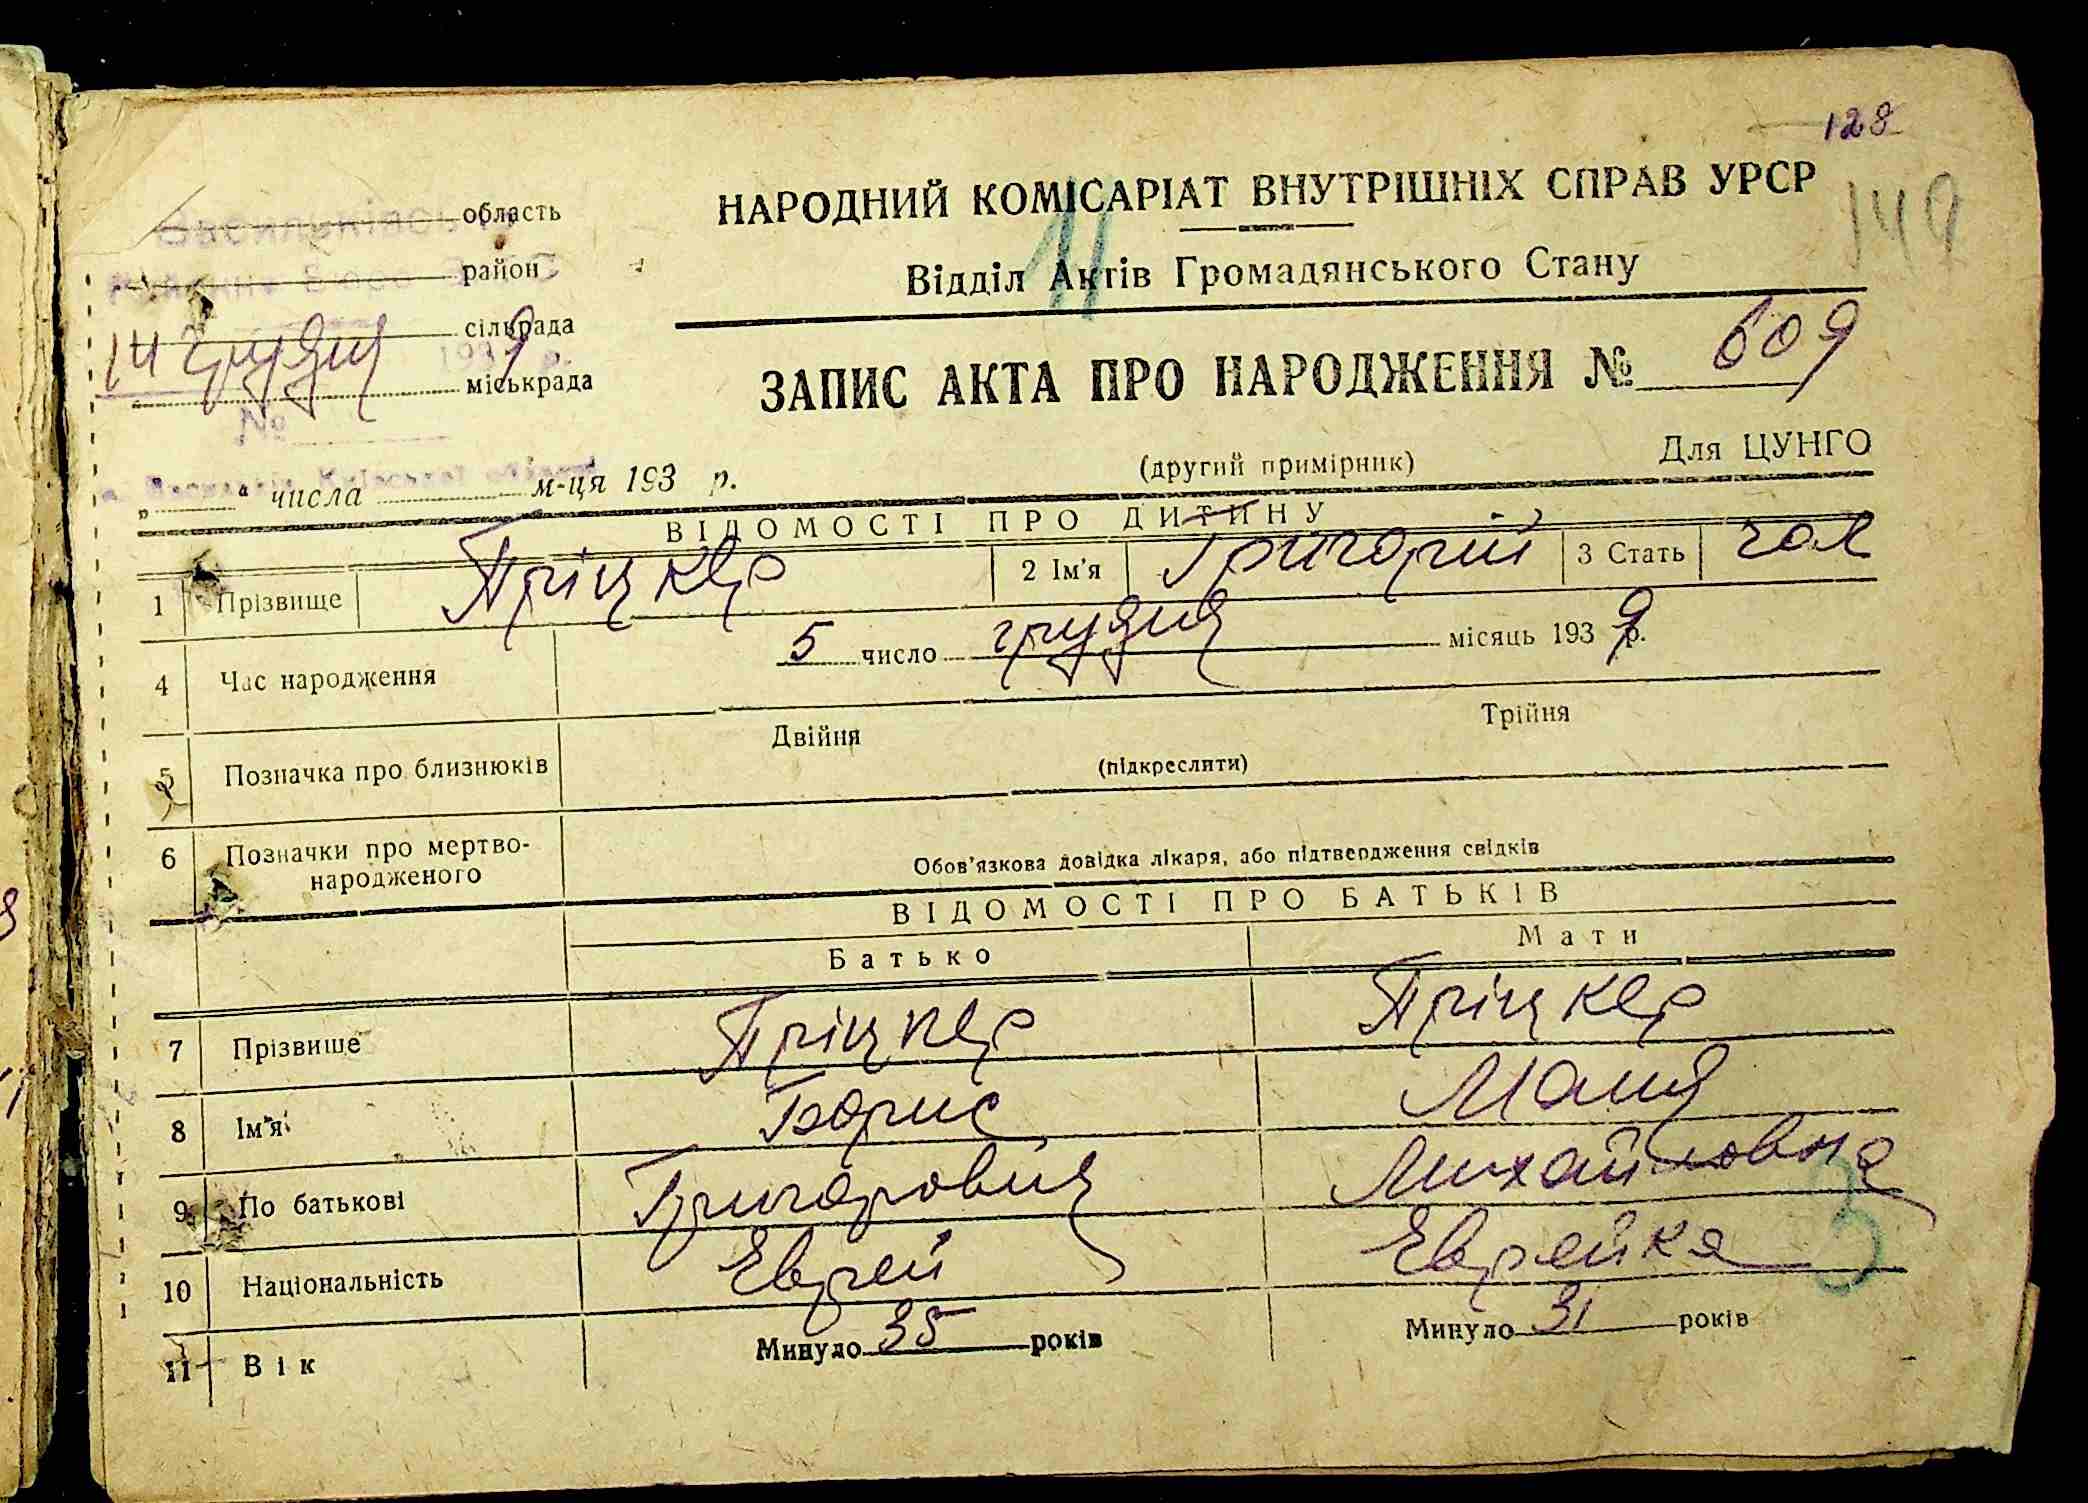 128
149
область
район
сільрада
міськрада
14 грудня 1939 р.
№
НАРОДНИЙ КОМІСАРІАТ ВНУТРІШНІХ СПРАВ УРСР
11
Відділ Актів Громадянського Стану
ЗАПИС АКТА ПРО НАРОДЖЕННЯ № 609
(другий примірник) Для ЦУНГО
„ “ числа м-ця 193 р.
ВІДОМОСТІ ПРО ДИТИНУ
1 Прізвище Пріцкер 2 Ім'я Григорій 3 Стать чол
4 Час народження 5 число грудня місяць 1939 р.
5 Позначка про близнюків Двійня Трійня
(підкреслити)
6 Позначки про мертво-
народженого
Обов'язкова довідка лікаря, або підтвердження свідків
ВІДОМОСТІ ПРО БАТЬКІВ
Батько Мати
7 Прізвище Пріцкер Пріцкер
8 Ім'я Борис Маня
9 По батькові Григорович Михайловна
10 Національність Еврей Еврейка
3
11 Вік Минуло 35 років Минуло 31 років